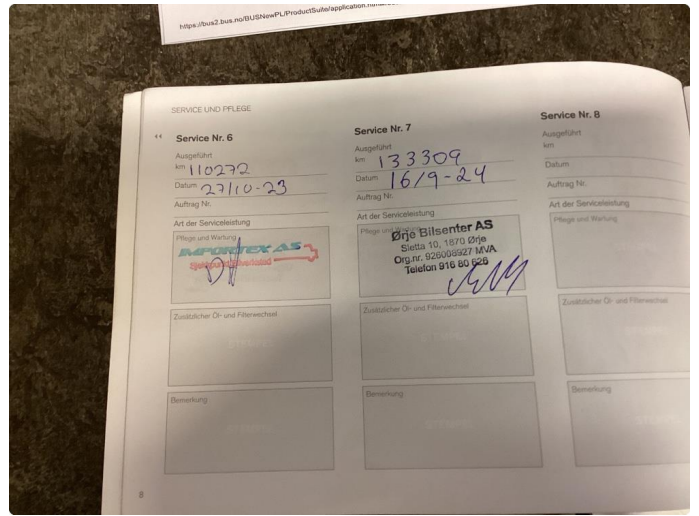 https://bus2.bus.no/BUSNewPL/ProductSuite/application.
SERVICE UND PFLEGE
Service Nr. 6
Ausgeführt
km 110272
Datum 27/10-23
Auftrag Nr.
Art der Serviceleistung
Pflege und Wartung
IMPORTEX AS
Zusätzlicher Öl- und Filterwechsel
Bemerkung
Service Nr. 7
Ausgeführt
km 133309
Datum 16/9-24
Auftrag Nr.
Art der Serviceleistung
Pflege und Wartung
Ørje Bilsenter AS
Sletta 10, 1870 Ørje
Org.nr. 926008927 MVA
Telefon 916 80 626
Zusätzlicher Öl- und Filterwechsel
Bemerkung
Service Nr. 8
Ausgeführt
km
Datum
Auftrag Nr.
Art der Serviceleistung
Pflege und Wartung
Zusätzlicher Öl- und Filterwechsel
Bemerkung
8